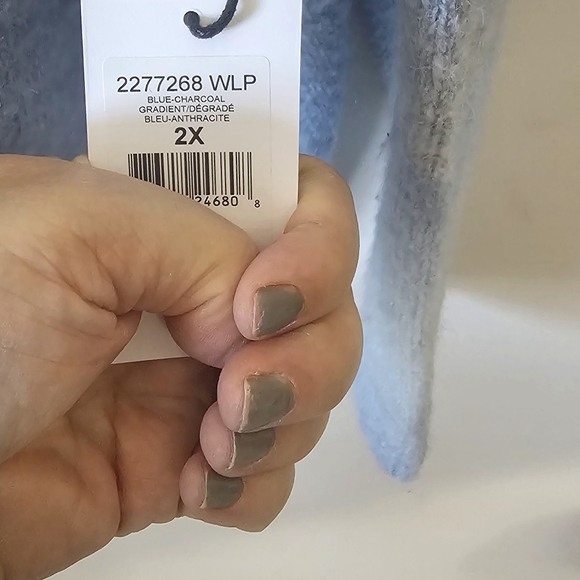 2277268 WLP
BLUE-CHARCOAL
GRADIENT/DÉGRADÉ
BLEU-ANTHRACITE
2X
24680 8